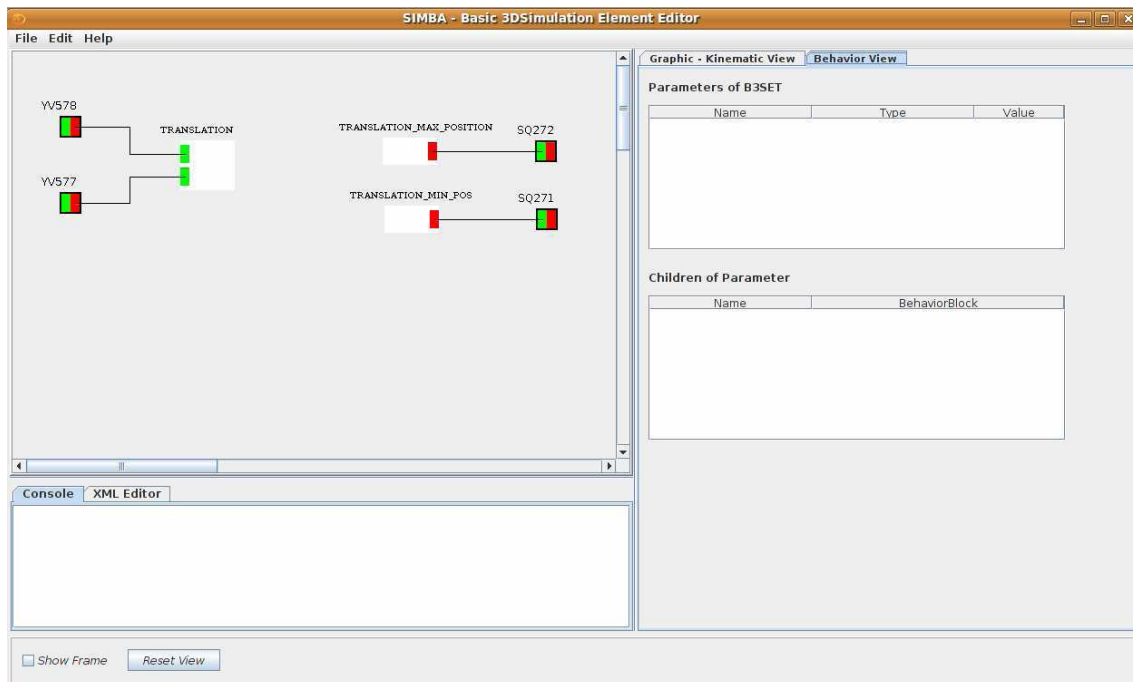 SIMBA - Basic 3DSimulation Element Editor
File Edit Help
YV578
TRANSLATION
YV577
TRANSLATION_MAX_POSITION
SQ272
TRANSLATION_MIN_POS
SQ271
Graphic - Kinematic View
Behavior View
Parameters of B3SET
Name Type Value
Children of Parameter
Name BehaviorBlock
Console XML Editor
Show Frame Reset View